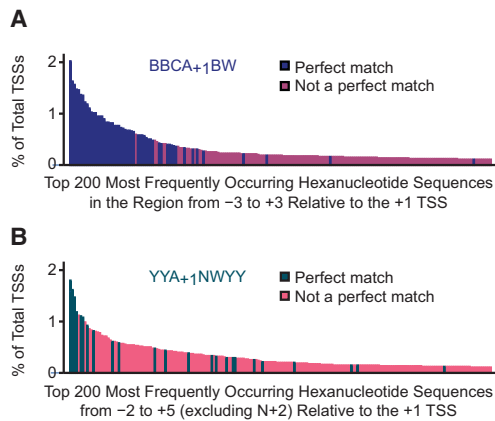 A
% of Total TSSs
2
1
0
BBCA+1BW
Perfect match
Not a perfect match
Top 200 Most Frequently Occurring Hexanucleotide Sequences
in the Region from −3 to +3 Relative to the +1 TSS
B
% of Total TSSs
2
1
0
YYA+1NWYY
Perfect match
Not a perfect match
Top 200 Most Frequently Occurring Hexanucleotide Sequences
from −2 to +5 (excluding N+2) Relative to the +1 TSS